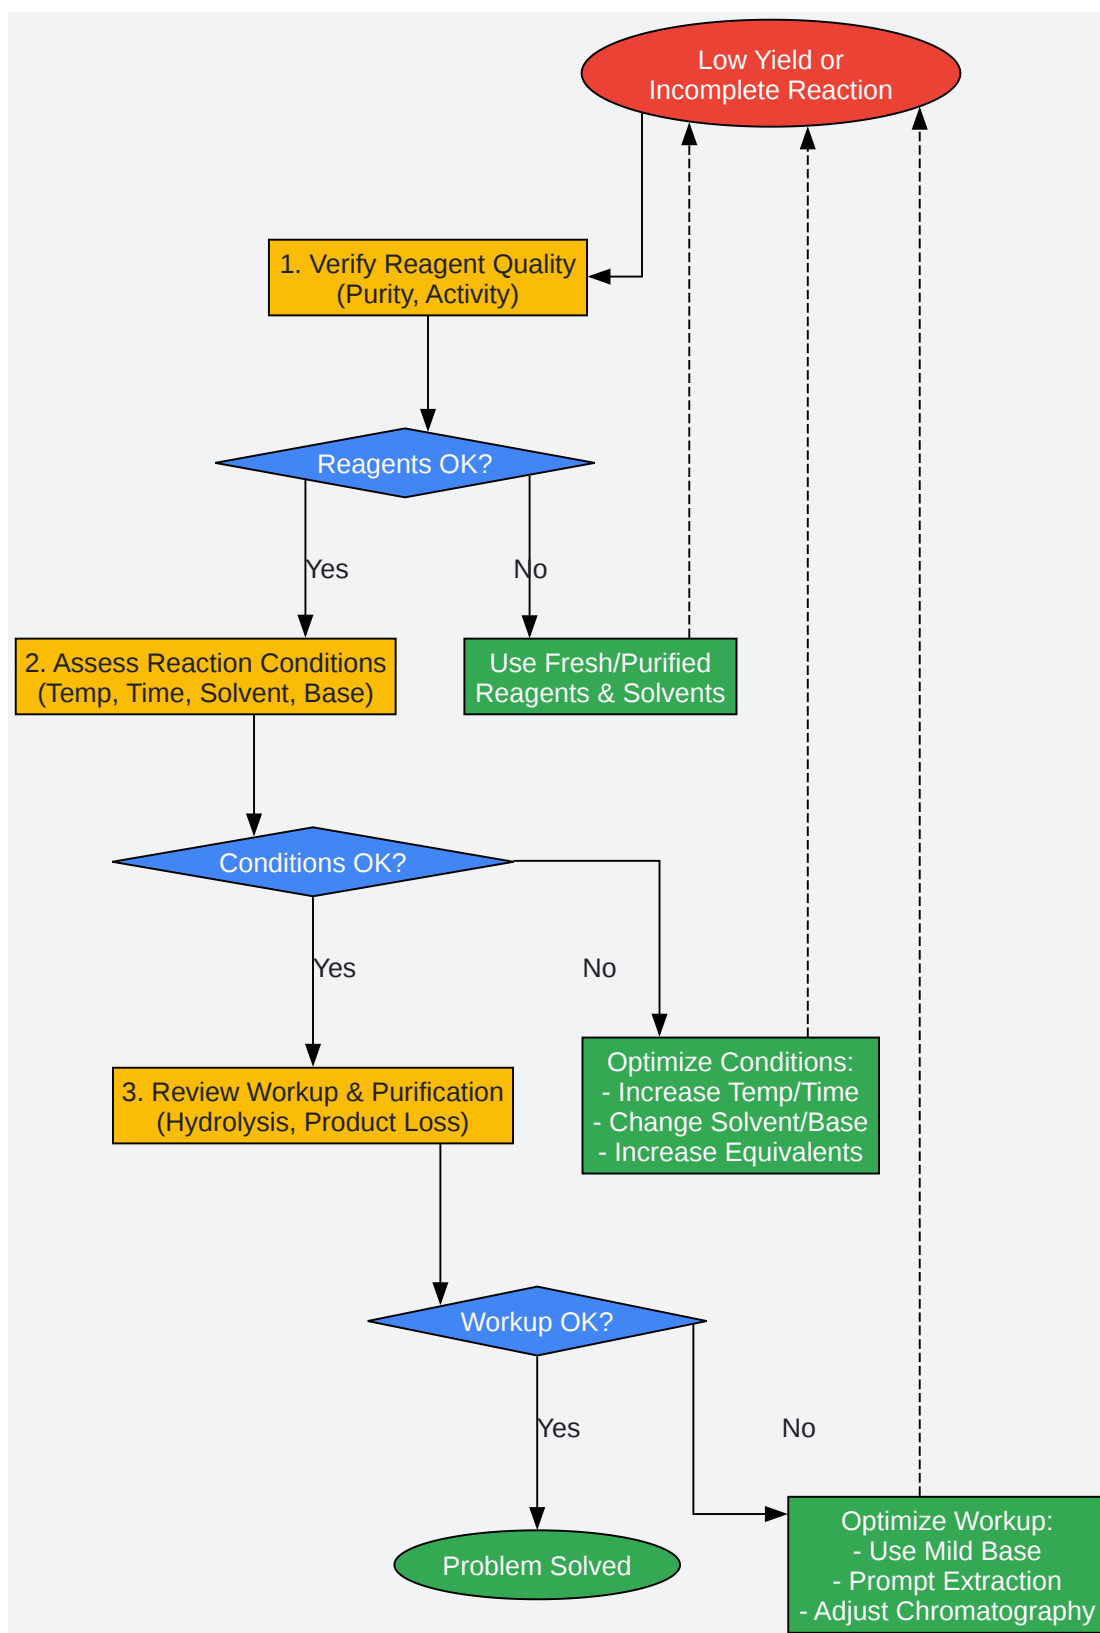 Low Yield or
Incomplete Reaction
1. Verify Reagent Quality
(Purity, Activity)
Reagents OK?
Yes
No
2. Assess Reaction Conditions
(Temp, Time, Solvent, Base)
Use Fresh/Purified
Reagents & Solvents
Conditions OK?
Yes
No
Optimize Conditions:
- Increase Temp/Time
- Change Solvent/Base
- Increase Equivalents
3. Review Workup & Purification
(Hydrolysis, Product Loss)
Workup OK?
Yes
No
Problem Solved
Optimize Workup:
- Use Mild Base
- Prompt Extraction
- Adjust Chromatography